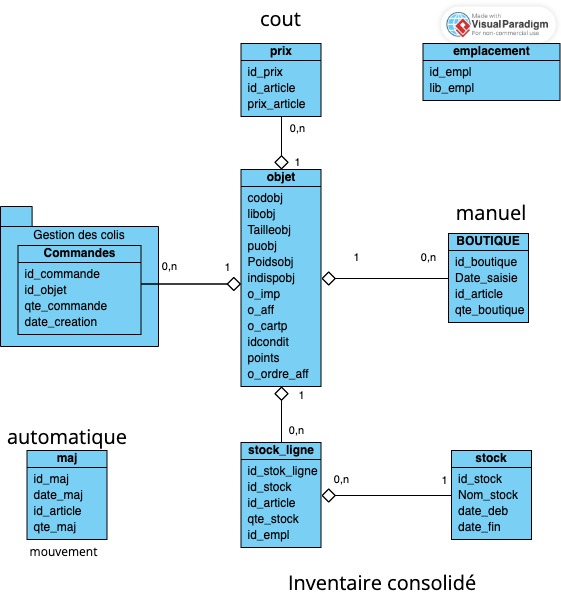 cout
Made with
VisualParadigm
For non-commercial use
prix
id_prix
id_article
prix_article
emplacement
id_empl
lib_empl
0,n
1
objet
codobj
libobj
Tailleobj
puobj
Poidsobj
indispobj
o_imp
o_aff
o_cartp
idcondit
points
o_ordre_aff
Gestion des colis
Commandes
id_commande
id_objet
qte_commande
date_creation
0,n
1
manuel
1
0,n
BOUTIQUE
id_boutique
Date_saisie
id_article
qte_boutique
1
0,n
automatique
maj
id_maj
date_maj
id_article
qte_maj
mouvement
stock_ligne
id_stok_ligne
id_stock
id_article
qte_stock
id_empl
0,n
1
stock
id_stock
Nom_stock
date_deb
date_fin
Inventaire consolidé